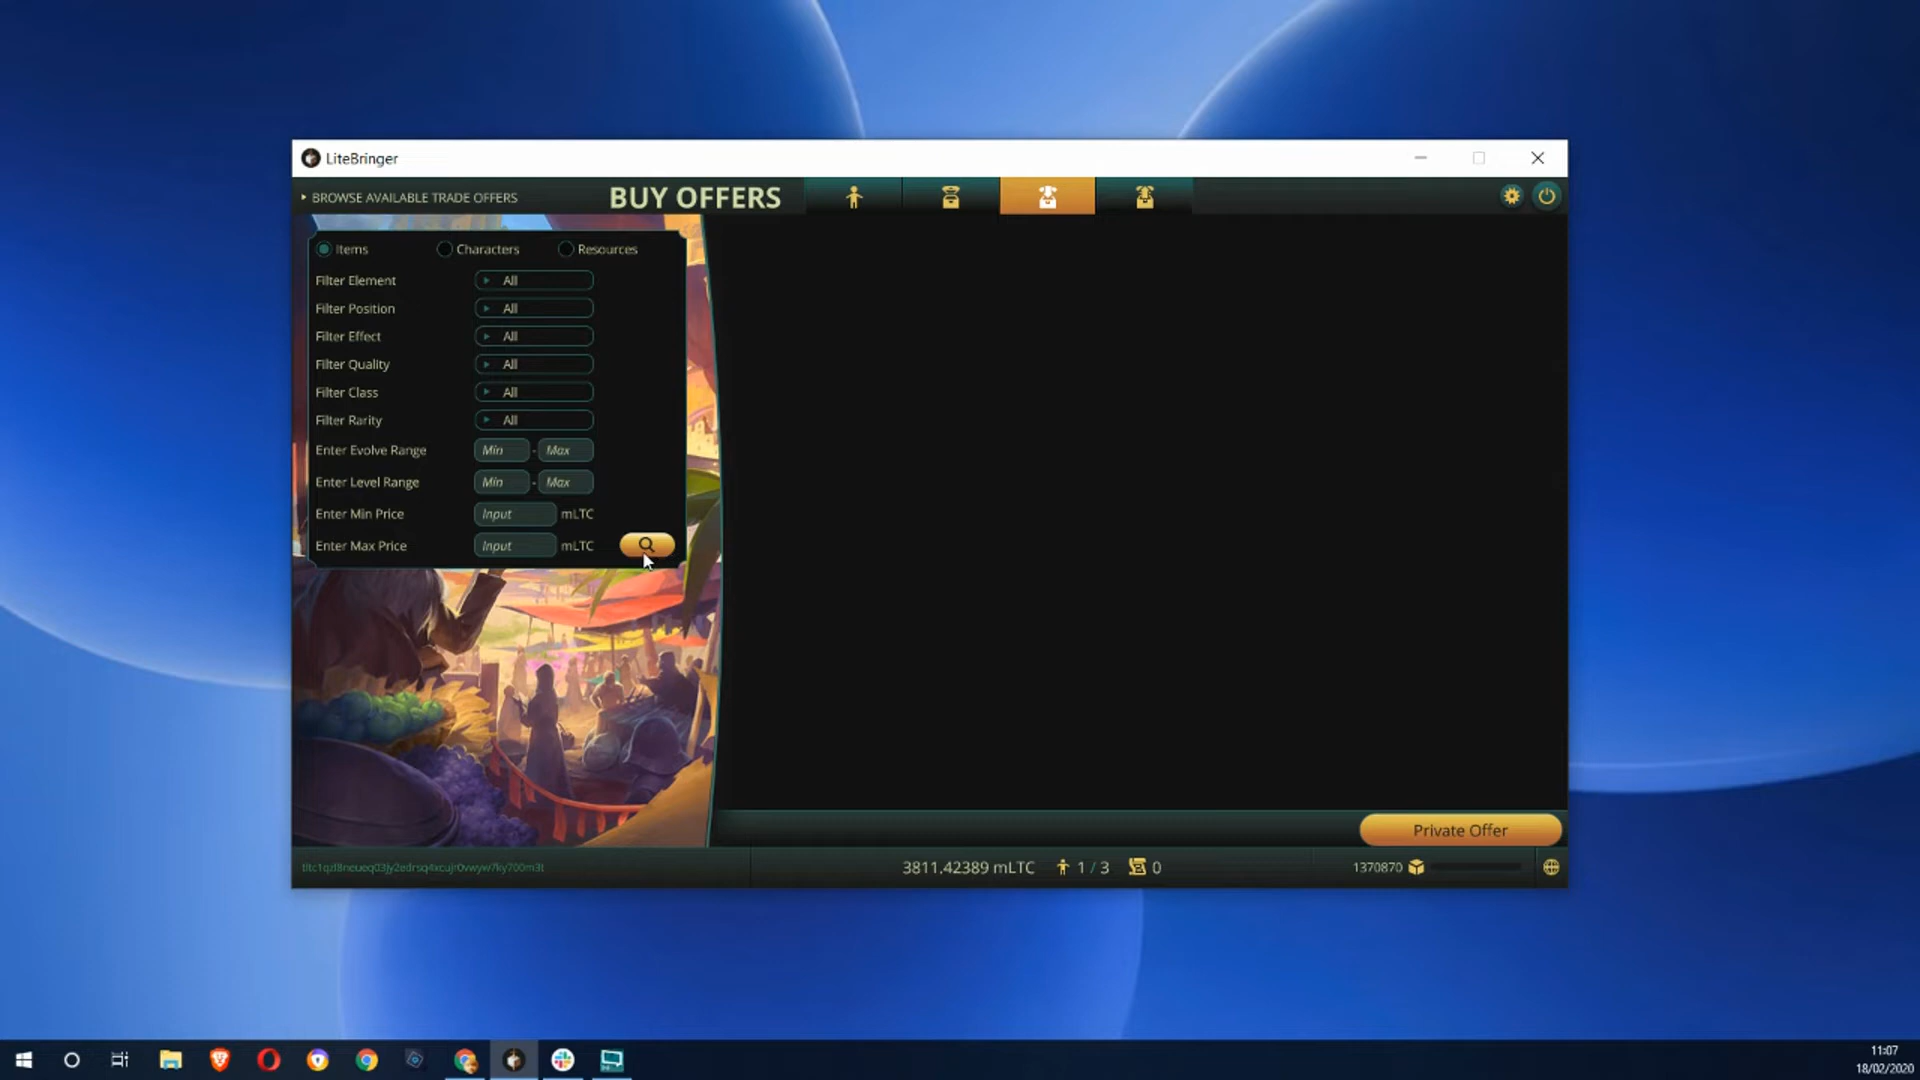 LiteBringer
BROWSE AVAILABLE TRADE OFFERS
BUY OFFERS
Items Characters Resources
Filter Element All
Filter Position All
Filter Effect All
Filter Quality All
Filter Class All
Filter Rarity All
Enter Evolve Range Min - Max
Enter Level Range Min - Max
Enter Min Price Input mLTC
Enter Max Price Input mLTC
Private Offer
3811.42389 mLTC 1 / 3 0
1370870
11:07
18/02/2020